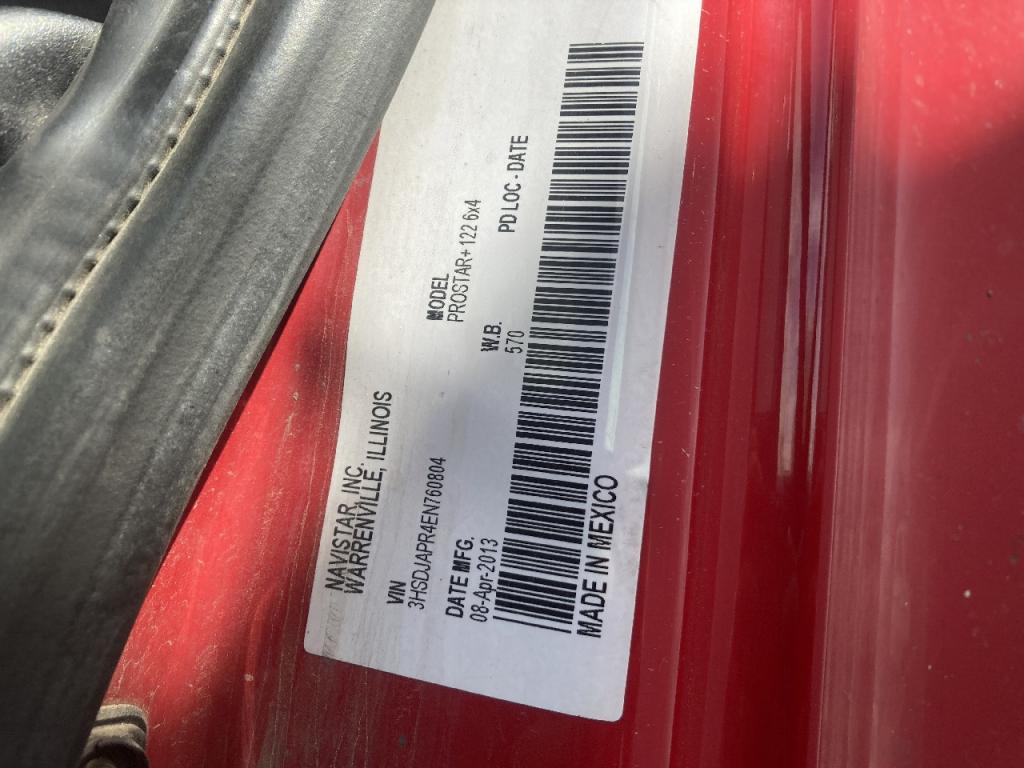 NAVISTAR, INC.
WARRENVILLE, ILLINOIS
VIN
3HSDJAPR4EN760804
MODEL
PROSTAR+122 6x4
DATE MFG.
08-Apr-2013
W.B.
570
PD LOC - DATE
MADE IN MEXICO